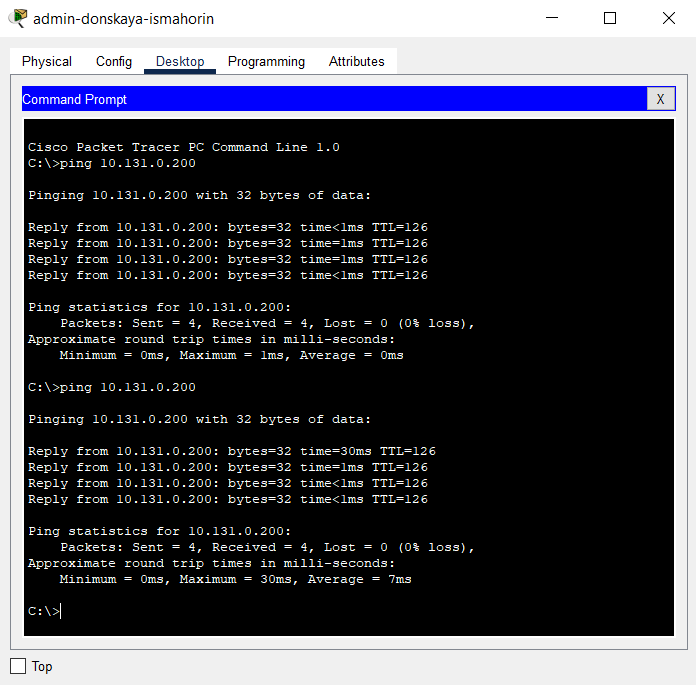 admin-donskaya-ismahorin
Physical Config Desktop Programming Attributes
Command Prompt X
Cisco Packet Tracer PC Command Line 1.0
C:\>ping 10.131.0.200
Pinging 10.131.0.200 with 32 bytes of data:
Reply from 10.131.0.200: bytes=32 time<1ms TTL=126
Reply from 10.131.0.200: bytes=32 time=1ms TTL=126
Reply from 10.131.0.200: bytes=32 time=1ms TTL=126
Reply from 10.131.0.200: bytes=32 time<1ms TTL=126
Ping statistics for 10.131.0.200:
    Packets: Sent = 4, Received = 4, Lost = 0 (0% loss),
Approximate round trip times in milli-seconds:
    Minimum = 0ms, Maximum = 1ms, Average = 0ms
C:\>ping 10.131.0.200
Pinging 10.131.0.200 with 32 bytes of data:
Reply from 10.131.0.200: bytes=32 time=30ms TTL=126
Reply from 10.131.0.200: bytes=32 time=1ms TTL=126
Reply from 10.131.0.200: bytes=32 time<1ms TTL=126
Reply from 10.131.0.200: bytes=32 time<1ms TTL=126
Ping statistics for 10.131.0.200:
    Packets: Sent = 4, Received = 4, Lost = 0 (0% loss),
Approximate round trip times in milli-seconds:
    Minimum = 0ms, Maximum = 30ms, Average = 7ms
C:\>
Top